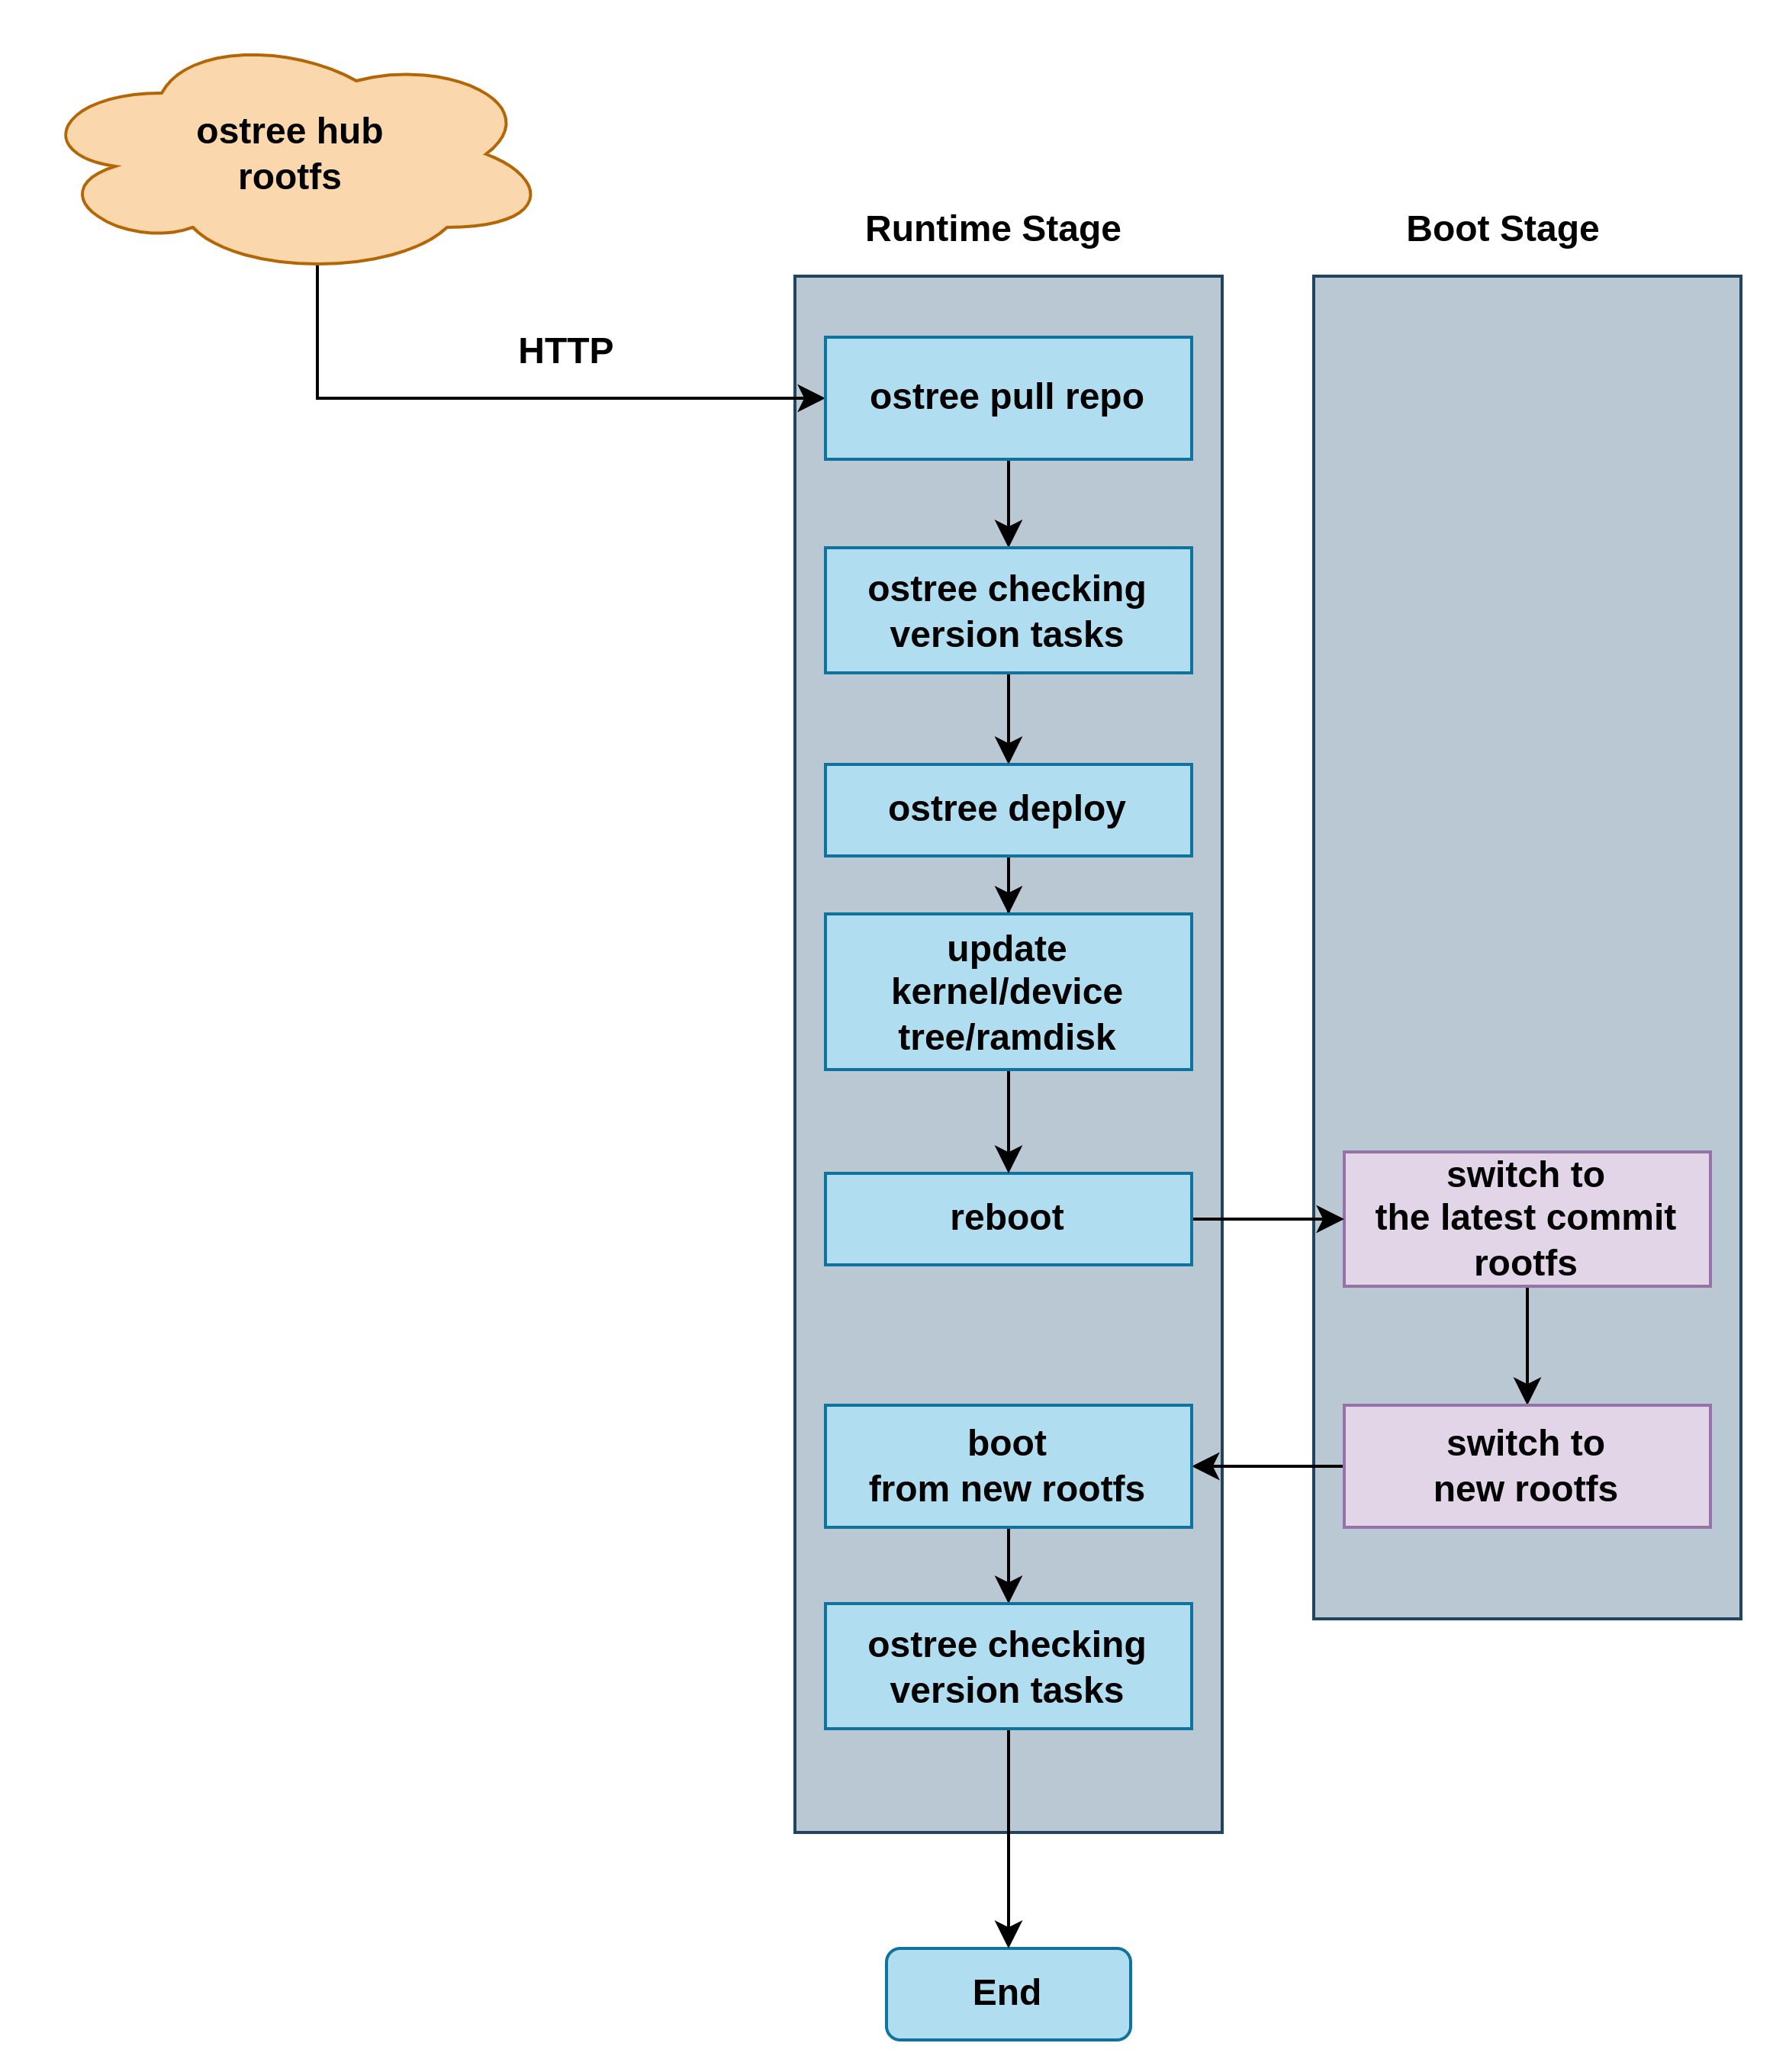 ostree hub
rootfs
Runtime Stage
Boot Stage
HTTP
ostree pull repo
ostree checking
version tasks
ostree deploy
update
kernel/device
tree/ramdisk
reboot
switch to
the latest commit
rootfs
boot
from new rootfs
switch to
new rootfs
ostree checking
version tasks
End